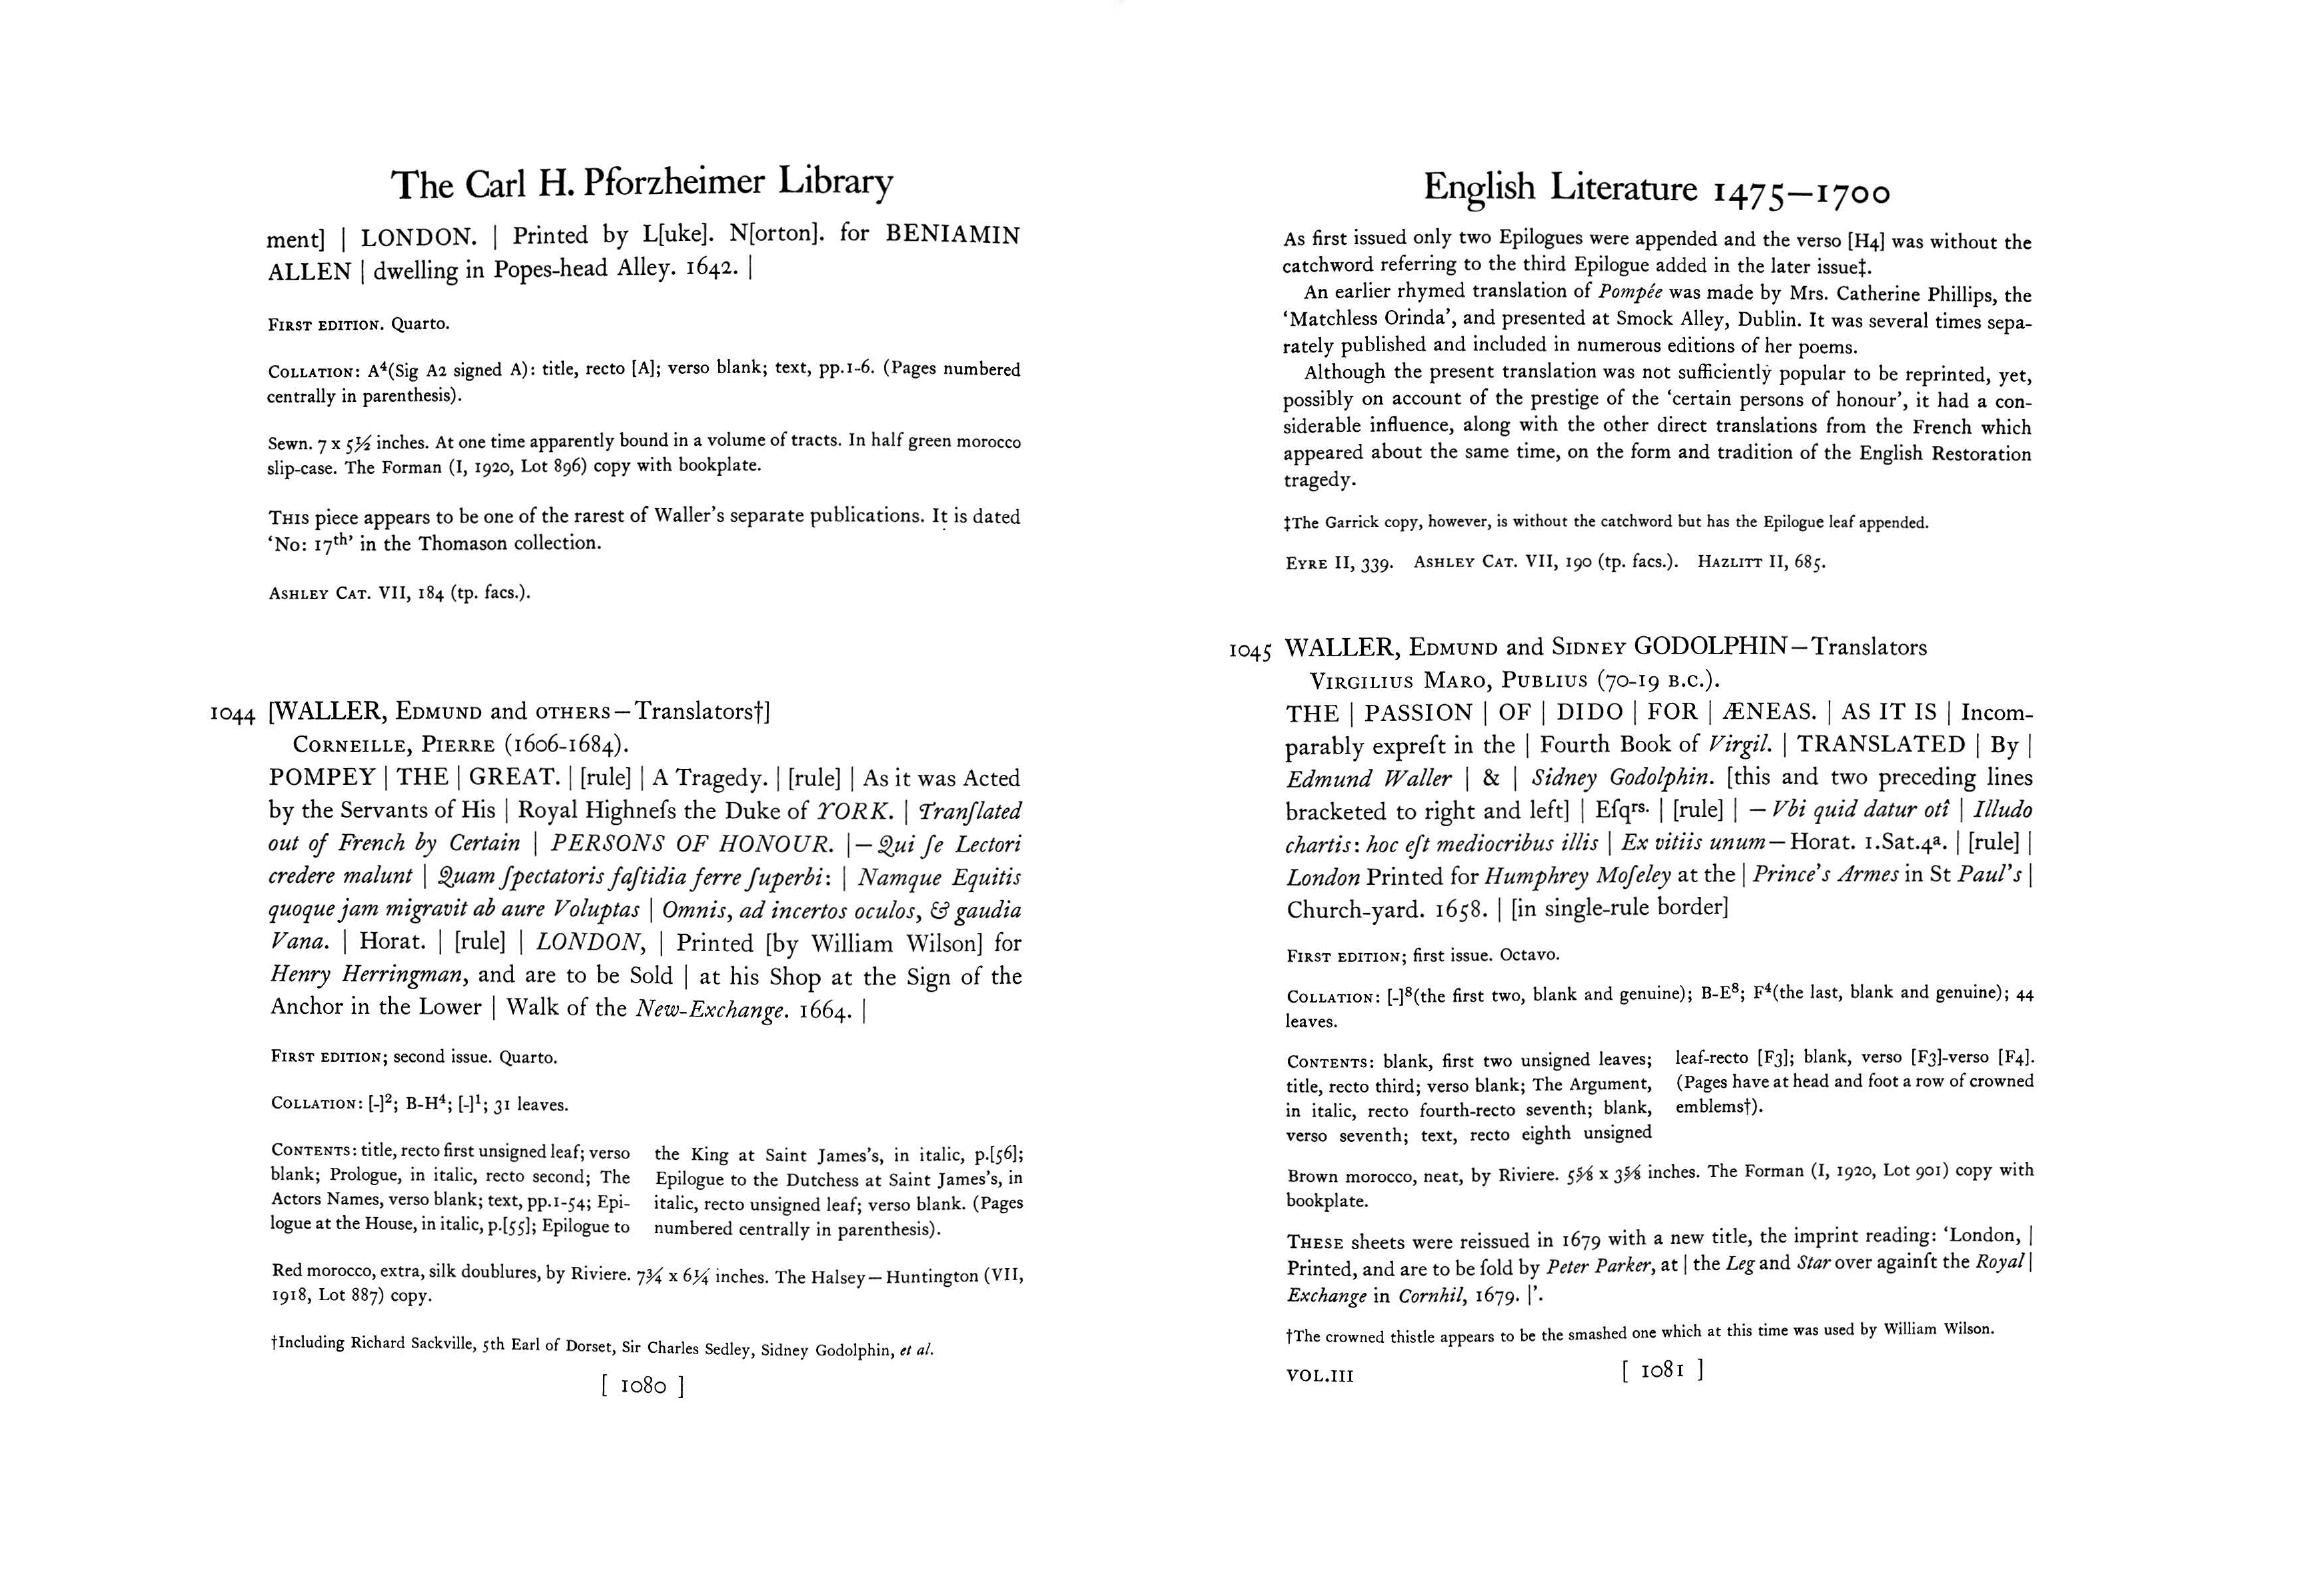 The Carl H. Pforzheimer Library
ment] | LONDON. | Printed by L[uke]. N[orton]. for BENIAMIN
ALLEN | dwelling in Popes-head Alley. 1642. |
FIRST EDITION. Quarto.
COLLATION: A⁴(Sig A2 signed A): title, recto [A]; verso blank; text, pp.1-6. (Pages numbered
centrally in parenthesis).
Sewn. 7 x 5½ inches. At one time apparently bound in a volume of tracts. In half green morocco
slip-case. The Forman (I, 1920, Lot 896) copy with bookplate.
THIS piece appears to be one of the rarest of Waller's separate publications. It is dated
'No: 17th' in the Thomason collection.
ASHLEY CAT. VII, 184 (tp. facs.).
1044 [WALLER, EDMUND and OTHERS—Translators†]
CORNEILLE, PIERRE (1606-1684).
POMPEY | THE | GREAT. | [rule] | A Tragedy. | [rule] | As it was Acted
by the Servants of His | Royal Highneſs the Duke of YORK. | Tranſlated
out of French by Certain | PERSONS OF HONOUR. |—Qui ſe Lectori
credere malunt | Quam ſpectatoris faſtidia ferre ſuperbi: | Namque Equitis
quoque jam migravit ab aure Voluptas | Omnis, ad incertos oculos, & gaudia
Vana. | Horat. | [rule] | LONDON, | Printed [by William Wilson] for
Henry Herringman, and are to be Sold | at his Shop at the Sign of the
Anchor in the Lower | Walk of the New-Exchange. 1664. |
FIRST EDITION; second issue. Quarto.
COLLATION: [-]²; B-H⁴; [-]¹; 31 leaves.
CONTENTS: title, recto first unsigned leaf; verso
blank; Prologue, in italic, recto second; The
Actors Names, verso blank; text, pp.1-54; Epi-
logue at the House, in italic, p.[55]; Epilogue to
the King at Saint James's, in italic, p.[56];
Epilogue to the Dutchess at Saint James's, in
italic, recto unsigned leaf; verso blank. (Pages
numbered centrally in parenthesis).
Red morocco, extra, silk doublures, by Riviere. 7¾ x 6¼ inches. The Halsey—Huntington (VII,
1918, Lot 887) copy.
†Including Richard Sackville, 5th Earl of Dorset, Sir Charles Sedley, Sidney Godolphin, et al.
[ 1080 ]
English Literature 1475—1700
As first issued only two Epilogues were appended and the verso [H4] was without the
catchword referring to the third Epilogue added in the later issue‡.
An earlier rhymed translation of Pompée was made by Mrs. Catherine Phillips, the
'Matchless Orinda', and presented at Smock Alley, Dublin. It was several times sepa-
rately published and included in numerous editions of her poems.
Although the present translation was not sufficiently popular to be reprinted, yet,
possibly on account of the prestige of the 'certain persons of honour', it had a con-
siderable influence, along with the other direct translations from the French which
appeared about the same time, on the form and tradition of the English Restoration
tragedy.
‡The Garrick copy, however, is without the catchword but has the Epilogue leaf appended.
EYRE II, 339. ASHLEY CAT. VII, 190 (tp. facs.). HAZLITT II, 685.
1045 WALLER, EDMUND and SIDNEY GODOLPHIN—Translators
VIRGILIUS MARO, PUBLIUS (70-19 B.C.).
THE | PASSION | OF | DIDO | FOR | ÆNEAS. | AS IT IS | Incom-
parably expreſt in the | Fourth Book of Virgil. | TRANSLATED | By |
Edmund Waller | & | Sidney Godolphin. [this and two preceding lines
bracketed to right and left] | Eſqrs. | [rule] | — Vbi quid datur otî | Illudo
chartis: hoc eſt mediocribus illis | Ex vitiis unum—Horat. 1.Sat.4ª. | [rule] |
London Printed for Humphrey Moſeley at the | Prince's Armes in St Paul's |
Church-yard. 1658. | [in single-rule border]
FIRST EDITION; first issue. Octavo.
COLLATION: [-]⁸(the first two, blank and genuine); B-E⁸; F⁴(the last, blank and genuine); 44
leaves.
CONTENTS: blank, first two unsigned leaves;
title, recto third; verso blank; The Argument,
in italic, recto fourth-recto seventh; blank,
verso seventh; text, recto eighth unsigned
leaf-recto [F3]; blank, verso [F3]-verso [F4].
(Pages have at head and foot a row of crowned
emblems†).
Brown morocco, neat, by Riviere. 5⅝ x 3⅝ inches. The Forman (I, 1920, Lot 901) copy with
bookplate.
THESE sheets were reissued in 1679 with a new title, the imprint reading: 'London, |
Printed, and are to be ſold by Peter Parker, at | the Leg and Star over againſt the Royal |
Exchange in Cornhil, 1679. |'.
†The crowned thistle appears to be the smashed one which at this time was used by William Wilson.
VOL.III
[ 1081 ]